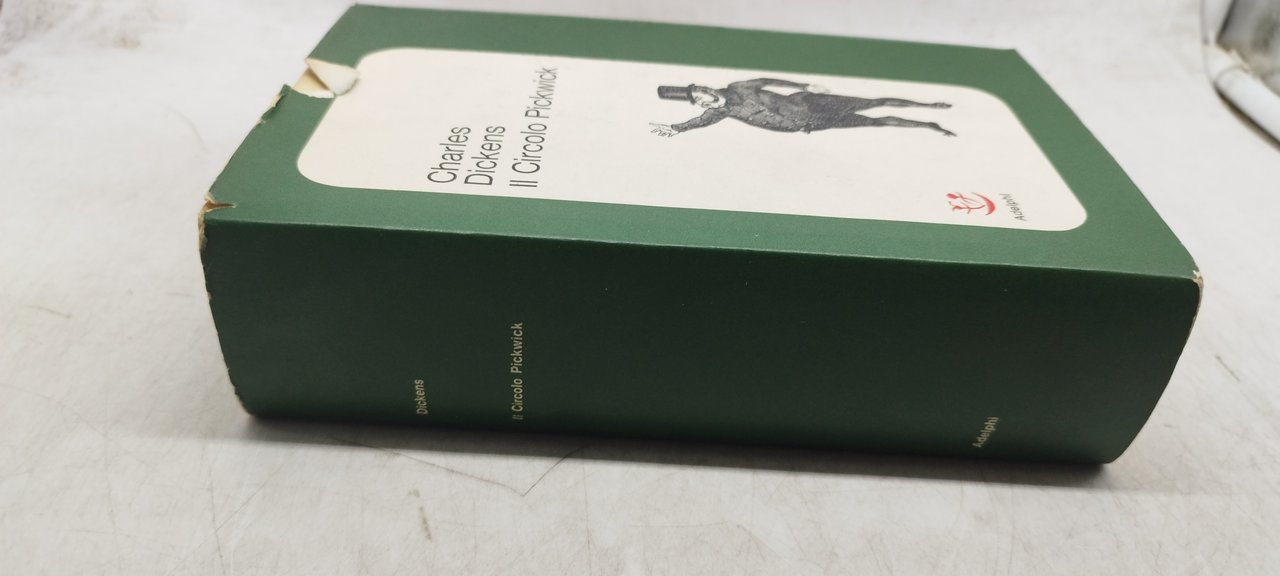 Charles
Dickens
Il Circolo Pickwick
Adelphi
Dickens
Il Circolo Pickwick
Adelphi